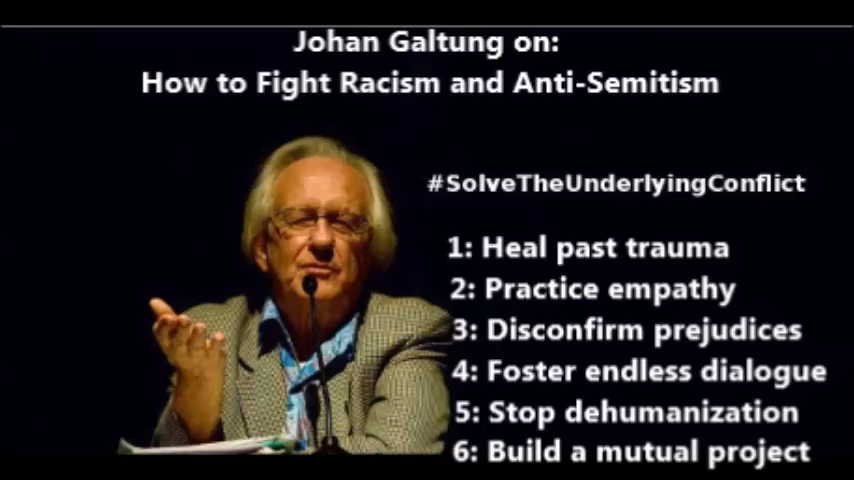 Johan Galtung on:
How to Fight Racism and Anti-Semitism
#SolveTheUnderlyingConflict
1: Heal past trauma
2: Practice empathy
3: Disconfirm prejudices
4: Foster endless dialogue
5: Stop dehumanization
6: Build a mutual project